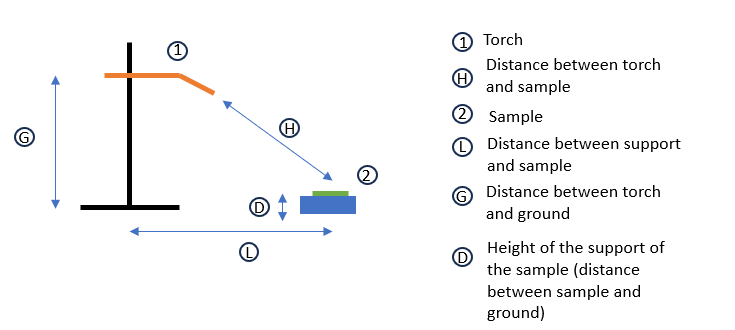 1
G
H
2
D
L
1 Torch
H Distance between torch
and sample
2 Sample
L Distance between support
and sample
G Distance between torch
and ground
D Height of the support of
the sample (distance
between sample and
ground)